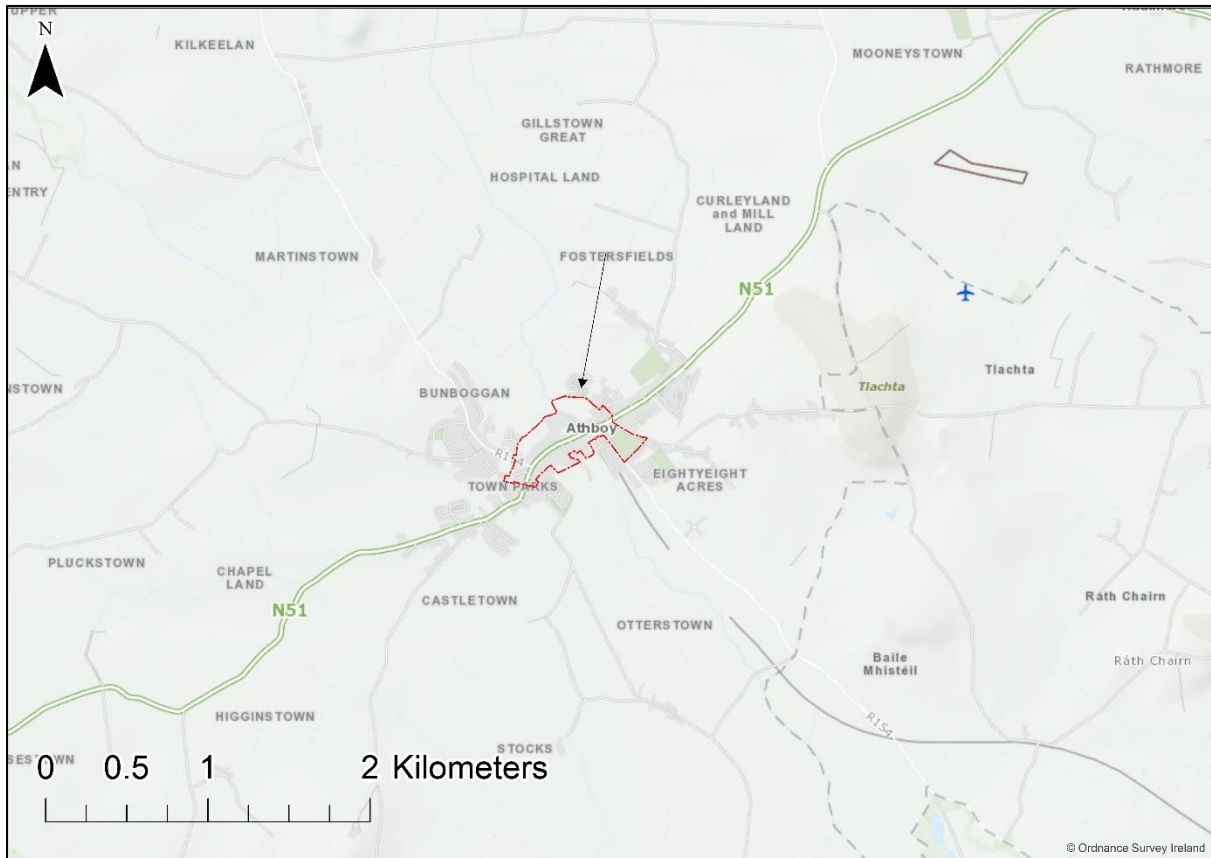 UPPER
N
KILKEELAN
MOONEYSTOWN
RATHMORE
GILLSTOWN
GREAT
HOSPITAL LAND
ENTRY
CURLEYLAND
and MILL
LAND
MARTINSTOWN
FOSTERSFIELDS
N51
Tlachta
Tlachta
NSTOWN
BUNBOGGAN
Athboy
R154
EIGHTYEIGHT
ACRES
TOWN PARKS
PLUCKSTOWN
CHAPEL
LAND
N51
CASTLETOWN
Ráth Chairn
OTTERSTOWN
Baile
Mhistéil
Ráth Chairn
HIGGINSTOWN
R154
STOCKS
SESTOWN
0 0.5 1 2 Kilometers
© Ordnance Survey Ireland